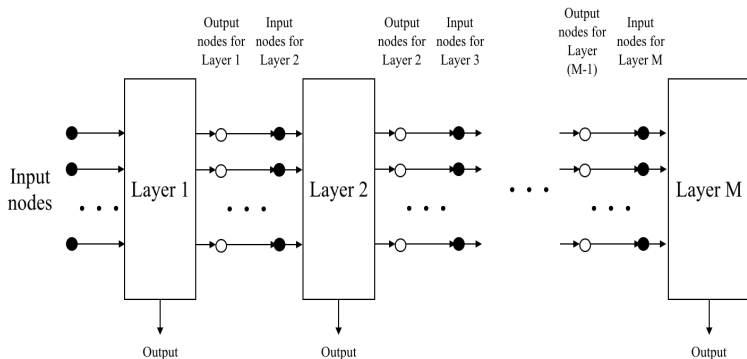 Output
nodes for
Layer 1
Input
nodes for
Layer 2
Output
nodes for
Layer 2
Input
nodes for
Layer 3
Output
nodes for
Layer
(M-1)
Input
nodes for
Layer M
Input
nodes
Layer 1
Layer 2
Layer M
Output
Output
Output